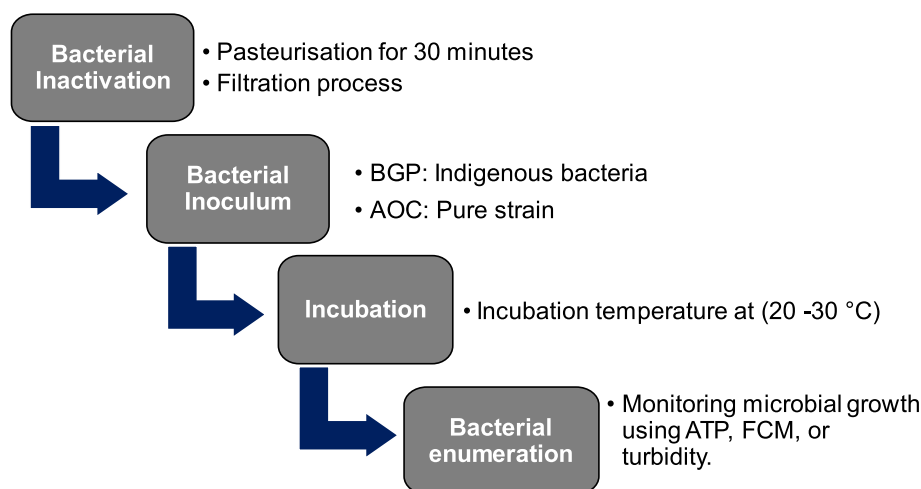 Bacterial
Inactivation
• Pasteurisation for 30 minutes
• Filtration process
Bacterial
Inoculum
• BGP: Indigenous bacteria
• AOC: Pure strain
Incubation
• Incubation temperature at (20 -30 °C)
Bacterial
enumeration
• Monitoring microbial growth
using ATP, FCM, or
turbidity.